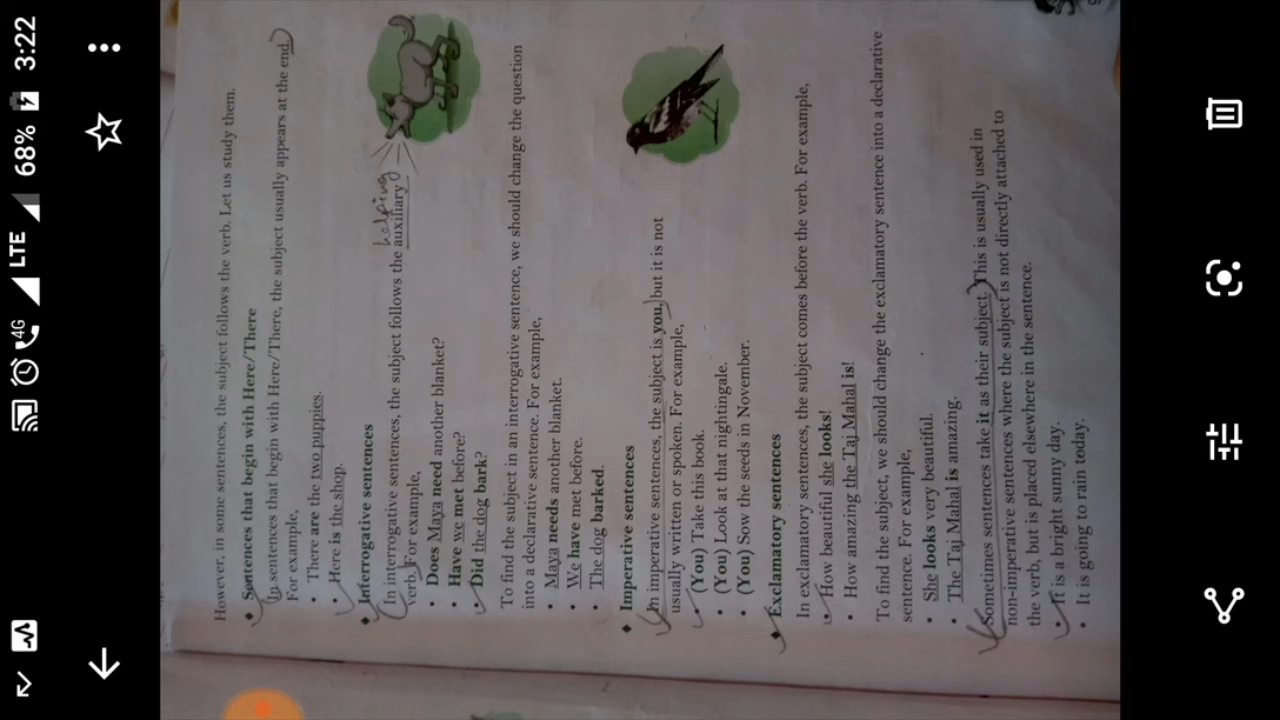 3:22
68%
LTE
4G
However, in some sentences, the subject follows the verb. Let us study them.
♦ Sentences that begin with Here/There
In sentences that begin with Here/There, the subject usually appears at the end.
For example,
• There are the two puppies.
• Here is the shop.
♦ Interrogative sentences
helping
In interrogative sentences, the subject follows the auxiliary
verb. For example,
• Does Maya need another blanket?
• Have we met before?
• Did the dog bark?
To find the subject in an interrogative sentence, we should change the question
into a declarative sentence. For example,
• Maya needs another blanket.
• We have met before.
• The dog barked.
♦ Imperative sentences
In imperative sentences, the subject is you, but it is not
usually written or spoken. For example,
• (You) Take this book.
• (You) Look at that nightingale.
• (You) Sow the seeds in November.
♦ Exclamatory sentences
In exclamatory sentences, the subject comes before the verb. For example,
• How beautiful she looks!
• How amazing the Taj Mahal is!
To find the subject, we should change the exclamatory sentence into a declarative
sentence. For example,
• She looks very beautiful.
• The Taj Mahal is amazing.
Sometimes sentences take it as their subject. This is usually used in
non-imperative sentences where the subject is not directly attached to
the verb, but is placed elsewhere in the sentence.
• It is a bright sunny day.
• It is going to rain today.